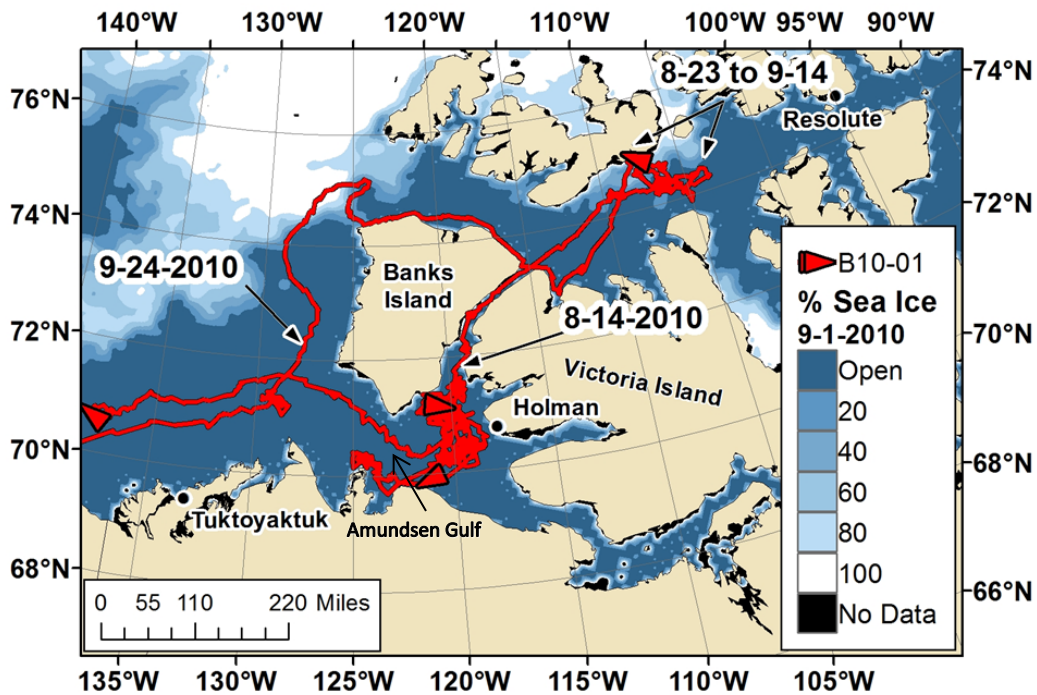 140°W 130°W 120°W 110°W 100°W 90°W
8-23 to 9-14
74°N
76°N
Resolute
72°N
74°N
9-24-2010
Banks
Island
B10-01
% Sea Ice
9-1-2010
72°N
8-14-2010
70°N
Open
Victoria Island
20
Holman
40
70°N
68°N
60
Tuktoyaktuk
Amundsen Gulf
80
68°N
100
66°N
0 55 110 220 Miles
No Data
135°W 130°W 125°W 120°W 115°W 110°W 105°W